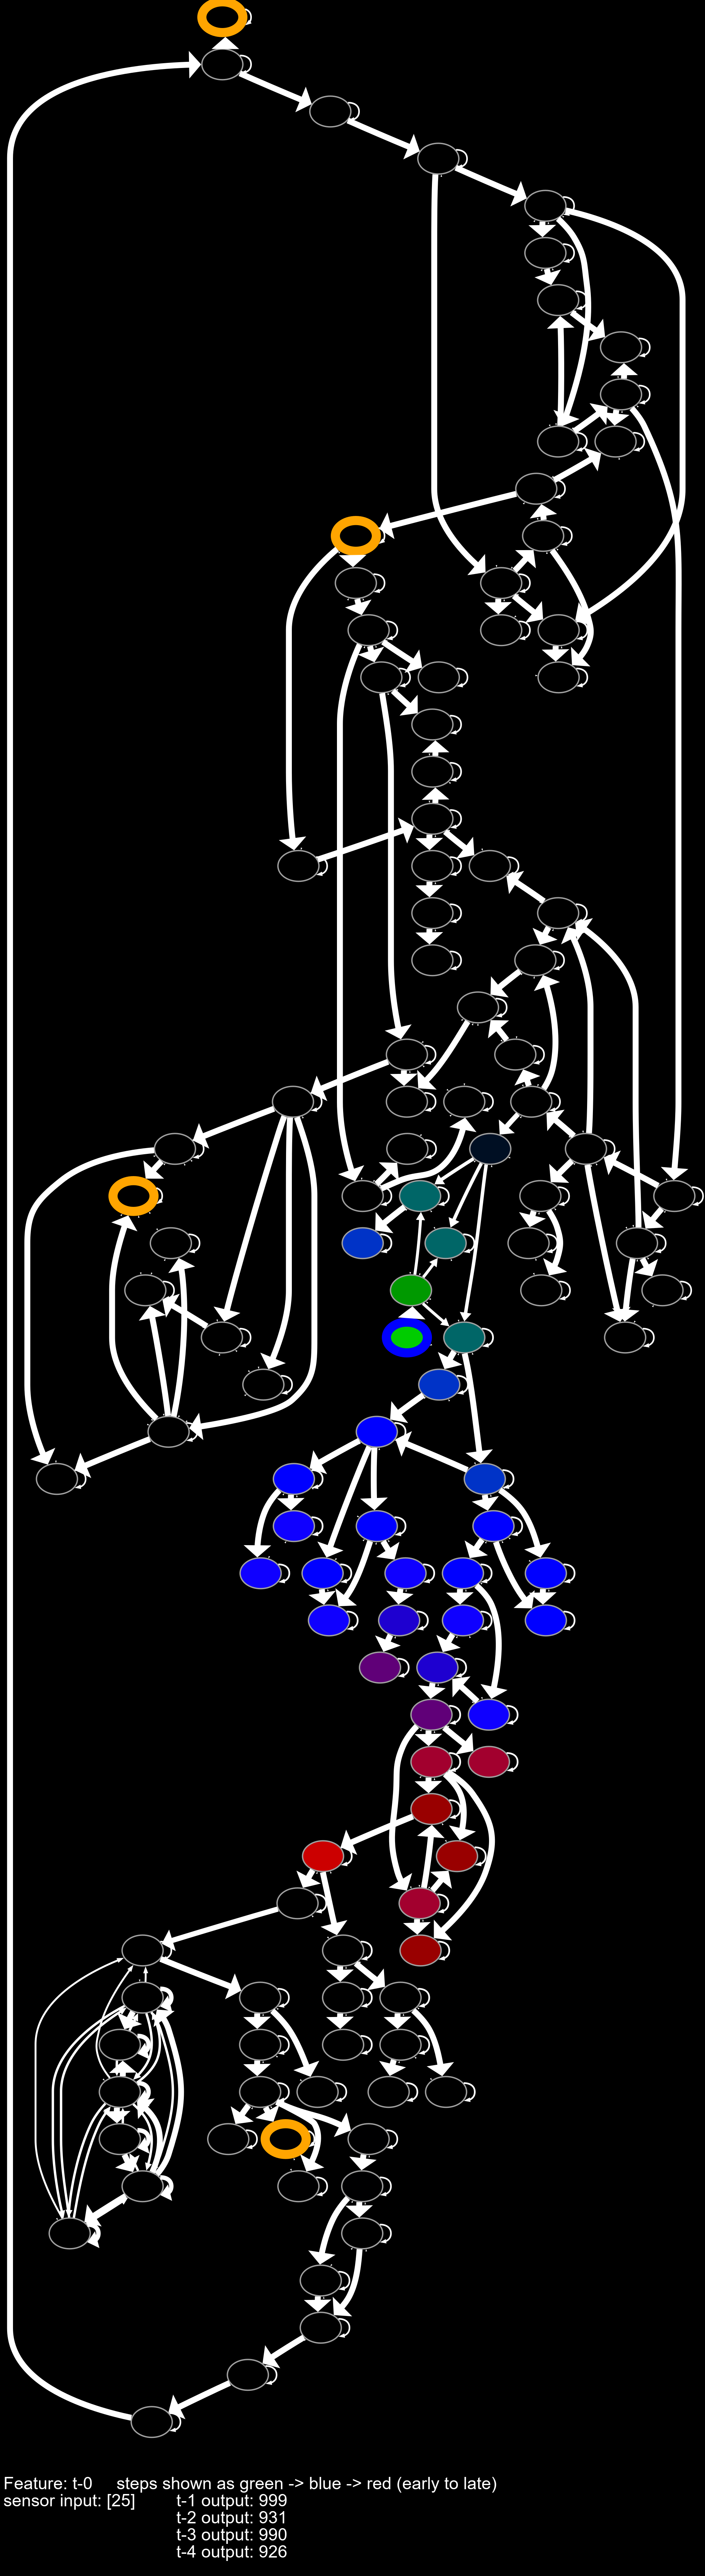 Feature: t-0 steps shown as green -> blue -> red (early to late)
sensor input: [25] t-1 output: 999
t-2 output: 931
t-3 output: 990
t-4 output: 926